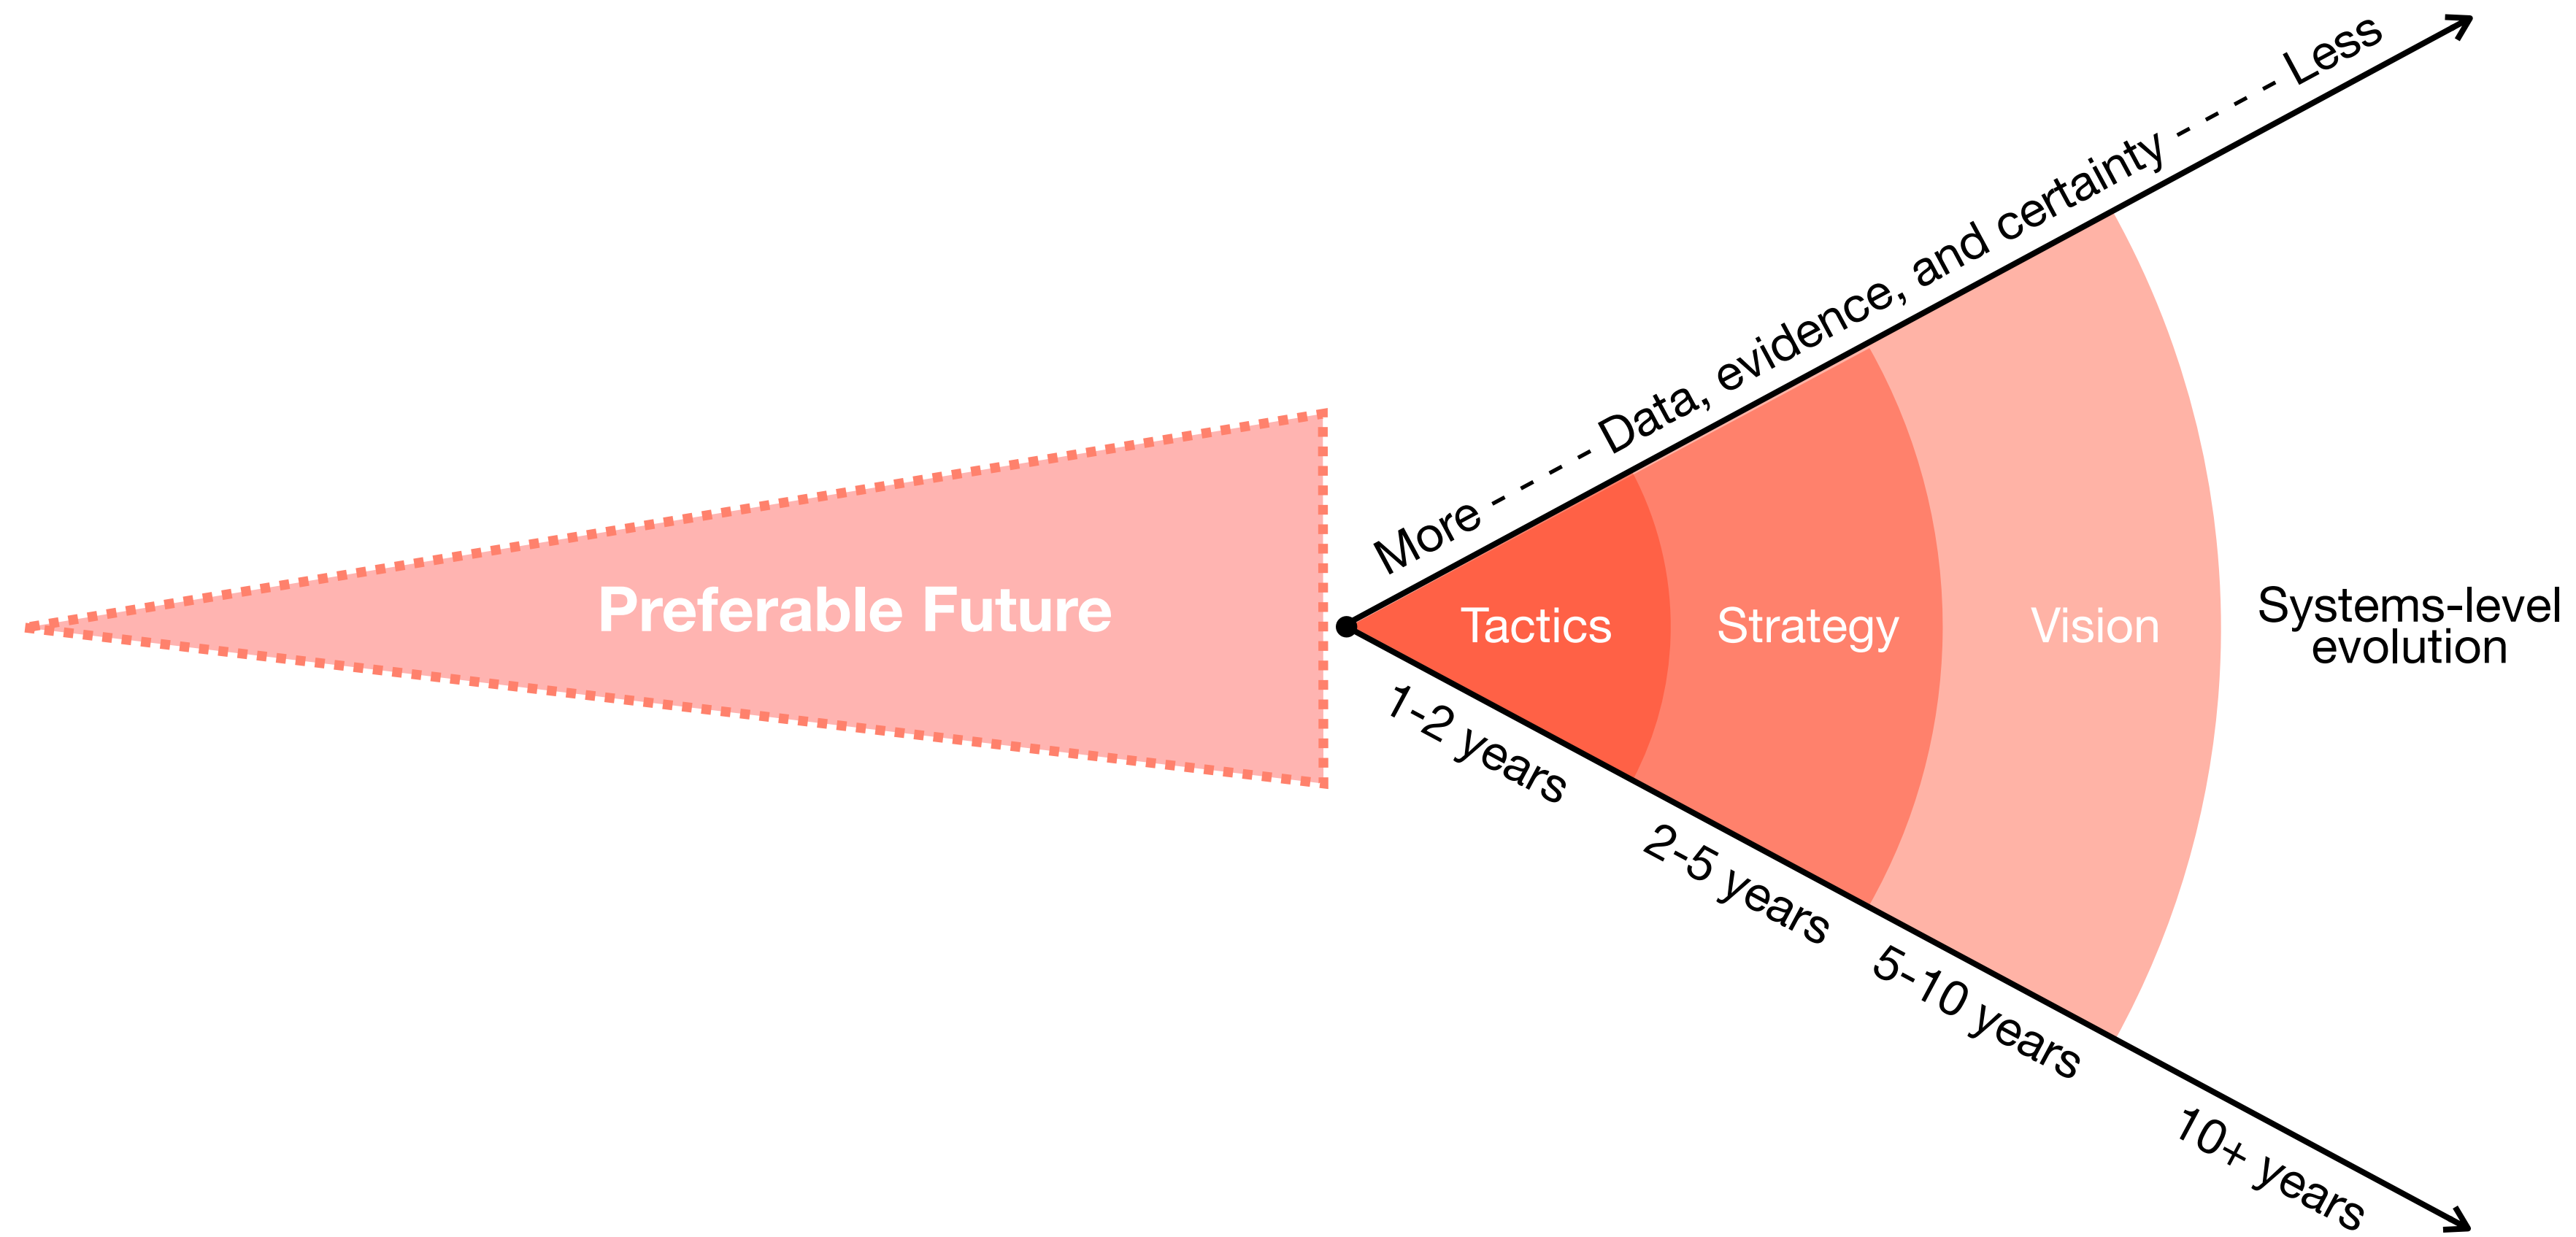 More - - - - Data, evidence, and certainty - - - - Less
Preferable Future
Tactics
Strategy
Vision
Systems-level
evolution
1-2 years
2-5 years
5-10 years
10+ years